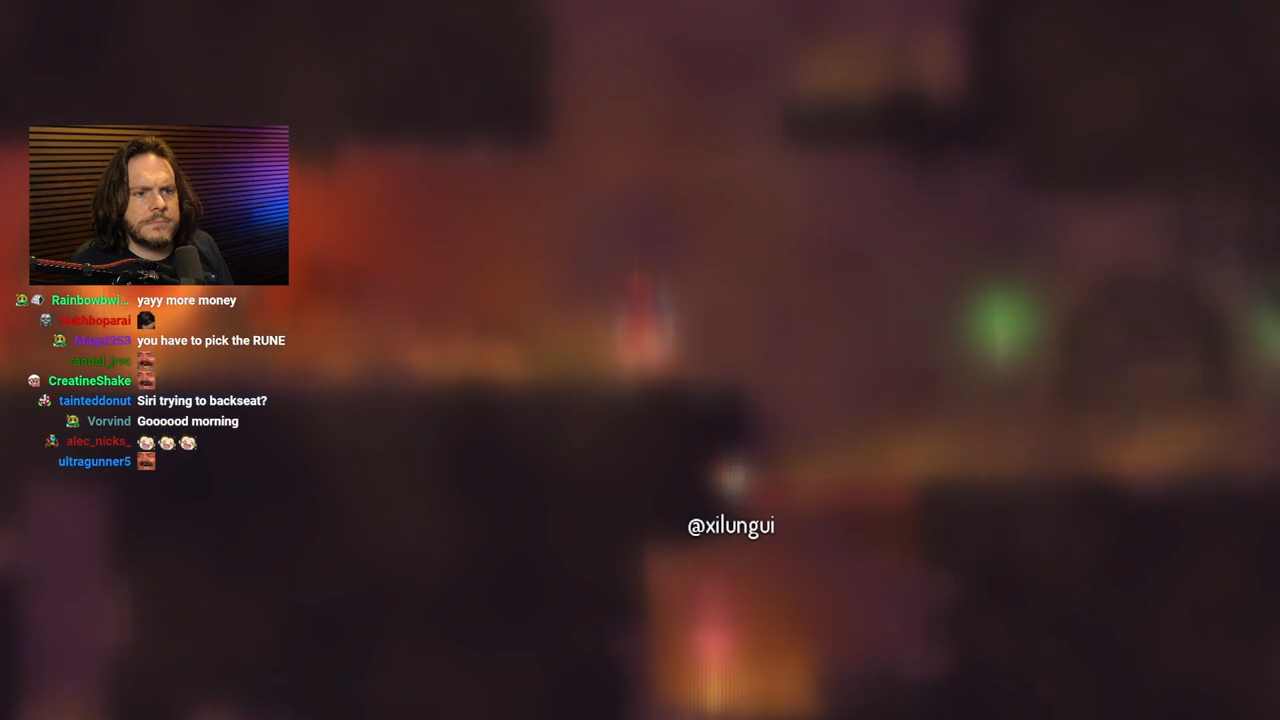 Rainbowbwi... yayy more money
you have to pick the RUNE
CreatineShake
tainteddonut Siri trying to backseat?
Vorvind Goooood morning
alec_nicks_
ultragunner5
@xilungui